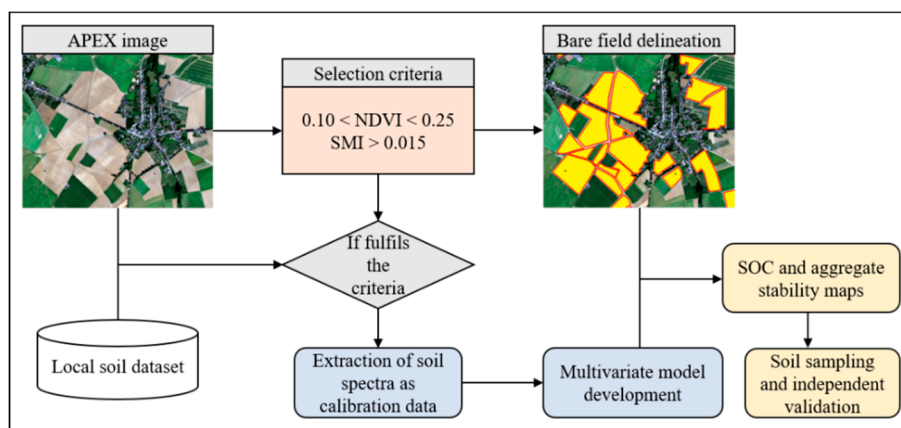 APEX image
Selection criteria
0.10 < NDVI < 0.25
SMI > 0.015
Bare field delineation
If fulfils
the
criteria
Local soil dataset
Extraction of soil
spectra as
calibration data
Multivariate model
development
SOC and aggregate
stability maps
Soil sampling
and independent
validation